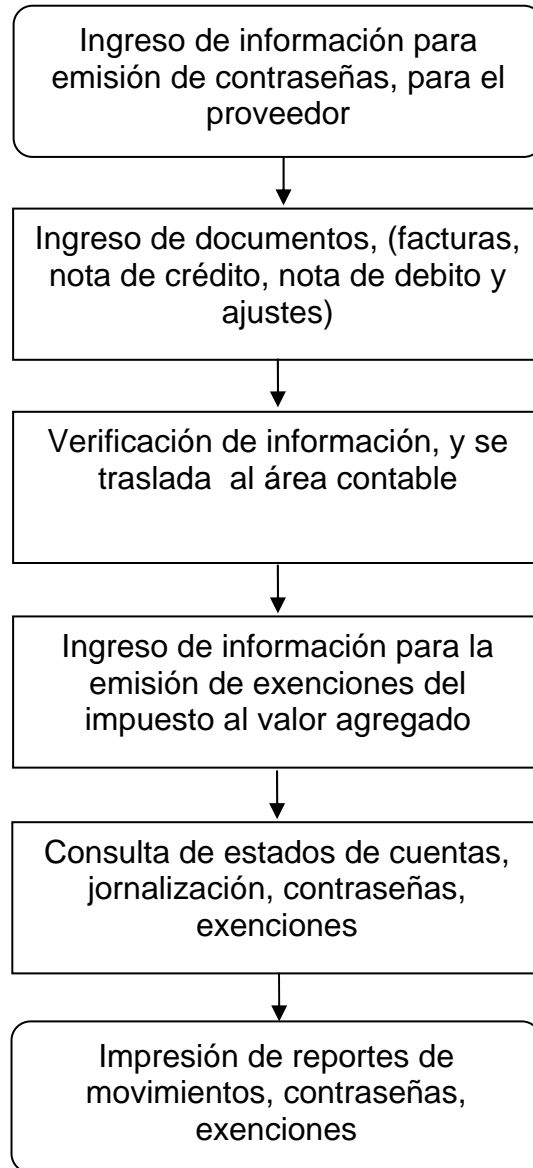 Ingreso de información para
emisión de contraseñas, para el
proveedor
Ingreso de documentos, (facturas,
nota de crédito, nota de debito y
ajustes)
Verificación de información, y se
traslada  al área contable
Ingreso de información para la
emisión de exenciones del
impuesto al valor agregado
Consulta de estados de cuentas,
jornalización, contraseñas,
exenciones
Impresión de reportes de
movimientos, contraseñas,
exenciones